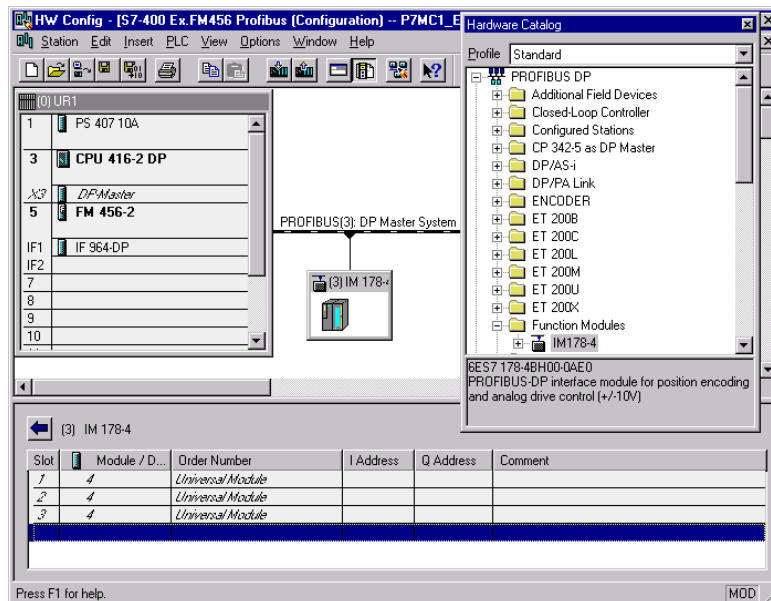 HW Config - [S7-400 Ex.FM456 Profibus (Configuration) -- P7MC1_E
Station Edit Insert PLC View Options Window Help
(0) UR1
1 PS 407 10A
3 CPU 416-2 DP
X3 DP-Master
5 FM 456-2
IF1 IF 964-DP
IF2
7
8
9
10
PROFIBUS(3): DP Master System
(3) IM 178-4
Hardware Catalog
Profile Standard
PROFIBUS DP
Additional Field Devices
Closed-Loop Controller
Configured Stations
CP 342-5 as DP Master
DP/AS-i
DP/PA Link
ENCODER
ET 200B
ET 200C
ET 200L
ET 200M
ET 200U
ET 200X
Function Modules
IM178-4
6ES7 178-4BH00-0AE0
PROFIBUS-DP interface module for position encoding
and analog drive control (+/-10V)
(3) IM 178-4
Slot Module / D... Order Number I Address Q Address Comment
1 4 Universal Module
2 4 Universal Module
3 4 Universal Module
Press F1 for help.
MOD